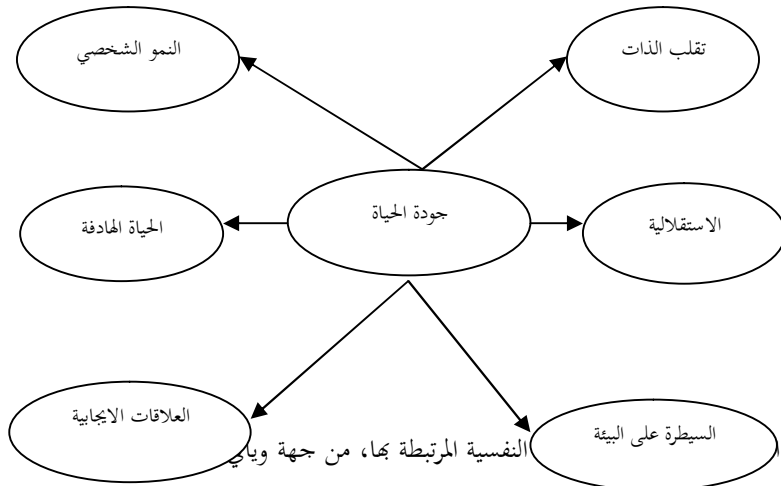 تقلب الذات
النمو الشخصي
جودة الحياة
الاستقلالية
الحياة الهادفة
العلاقات الايجابية
السيطرة على البيئة
النفسية المرتبطة بها، من جهة